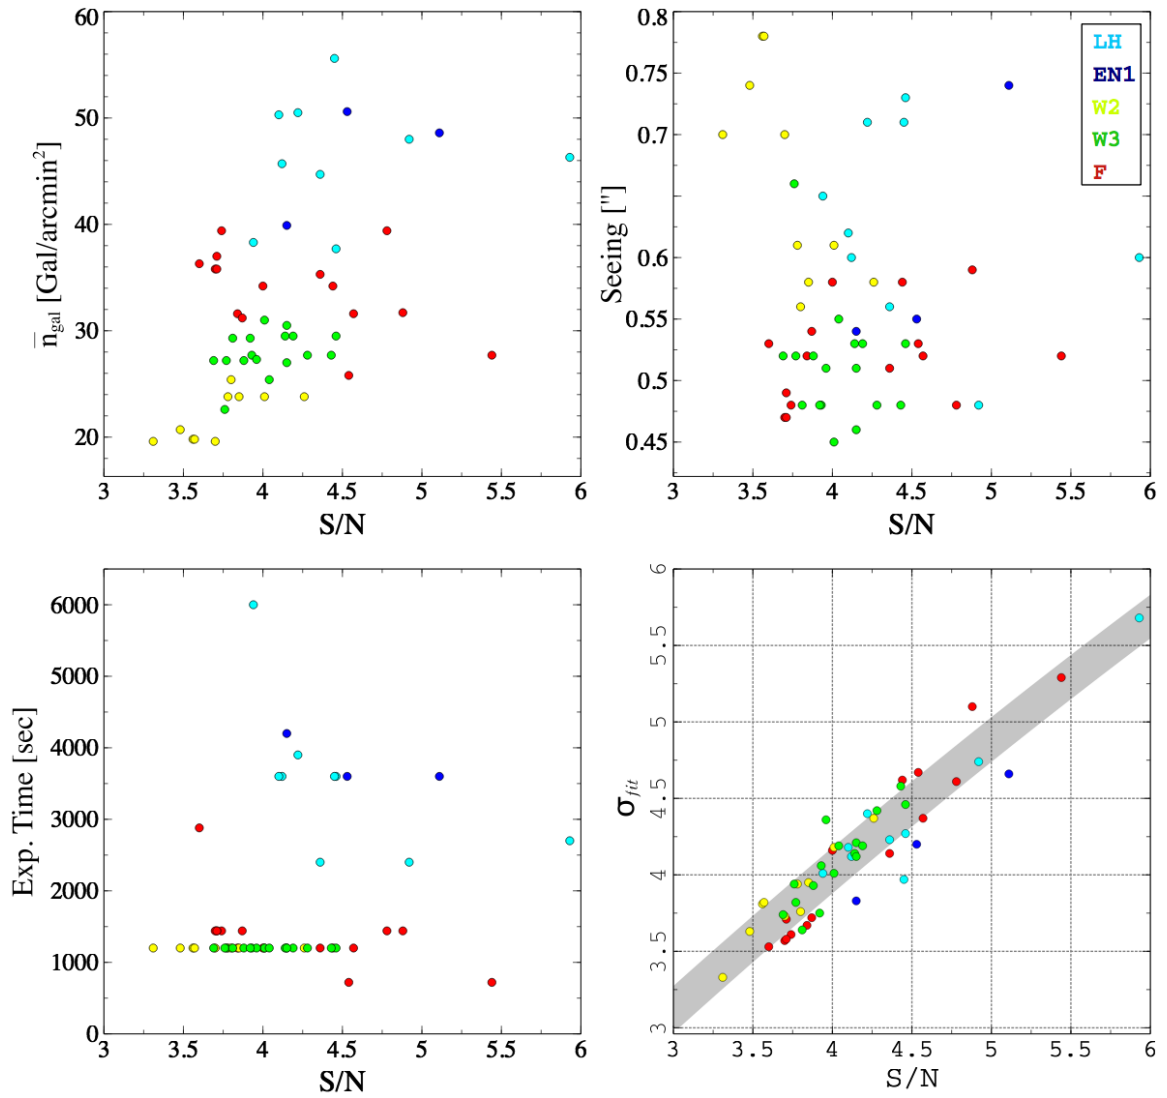 60
50
40
30
20
n̅gal [Gal/arcmin²]
3 3.5 4 4.5 5 5.5 6
S/N
0.8
0.75
0.7
0.6
0.55
0.5
0.45
Seeing ["]
3 3.5 4 4.5 5 5.5 6
S/N
LH
EN1
W2
W3
F
6000
5000
4000
3000
2000
1000
0
Exp. Time [sec]
3 3.5 4 4.5 5 5.5 6
S/N
6
5.5
5
4.5
4
3.5
3
σfit
3 3.5 4 4.5 5 5.5 6
S/N